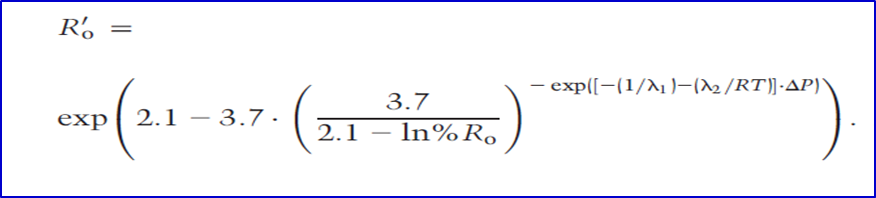 R′ₒ =
exp(2.1 − 3.7 · (3.7 / 2.1 − ln%Rₒ)^− exp([−(1/λ₁)−(λ₂/RT)]·ΔP)).